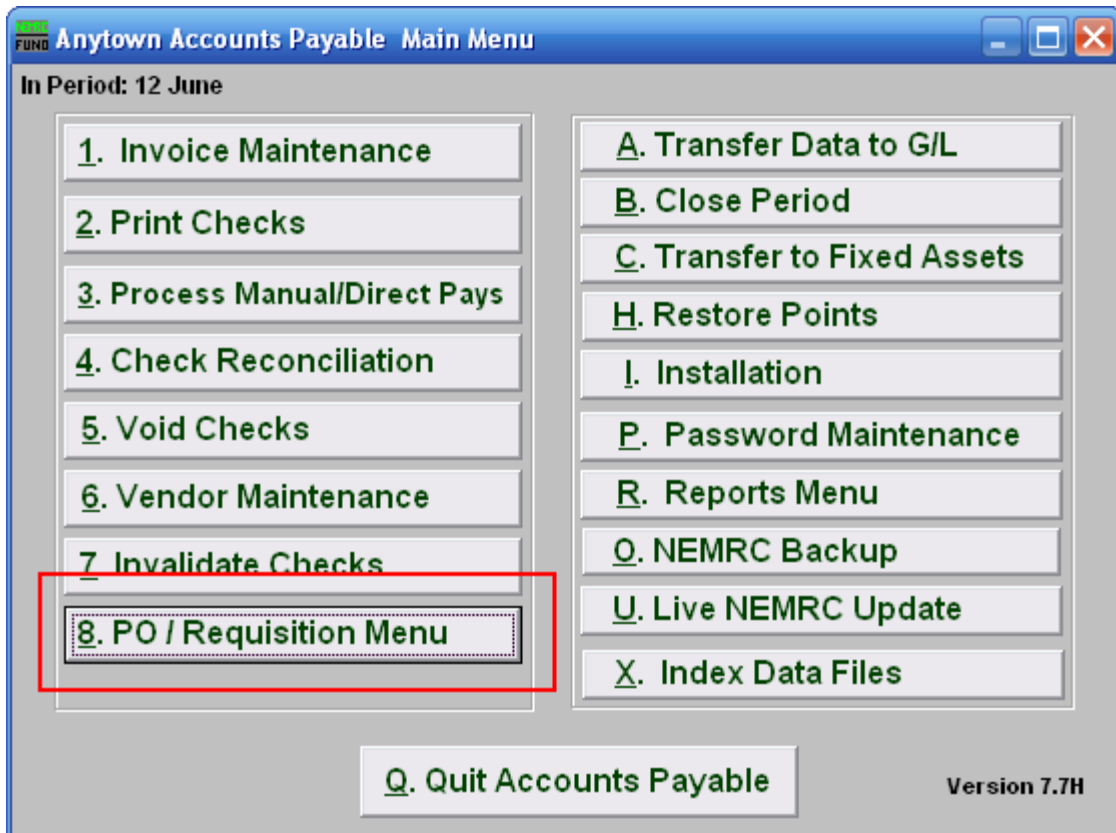 NEMRC
FUND Anytown Accounts Payable Main Menu
In Period: 12 June
1. Invoice Maintenance
2. Print Checks
3. Process Manual/Direct Pays
4. Check Reconciliation
5. Void Checks
6. Vendor Maintenance
7. Invalidate Checks
8. PO / Requisition Menu
A. Transfer Data to G/L
B. Close Period
C. Transfer to Fixed Assets
H. Restore Points
I. Installation
P. Password Maintenance
R. Reports Menu
O. NEMRC Backup
U. Live NEMRC Update
X. Index Data Files
Q. Quit Accounts Payable
Version 7.7H